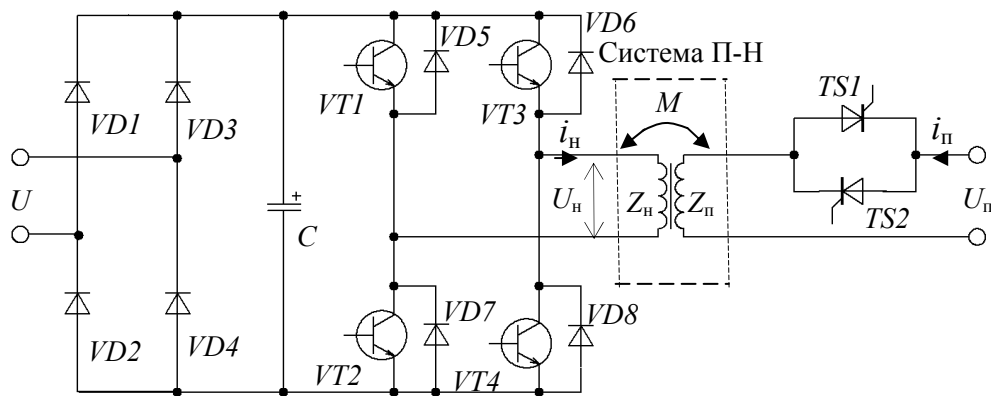 VD5
VD6
Система П-Н
VD1
VD3
VT1
VT3
M
TS1
iн
iп
U
+
C
Uн
Zн
Zп
TS2
Uп
VD2
VD4
VT2
VD7
VT4
VD8